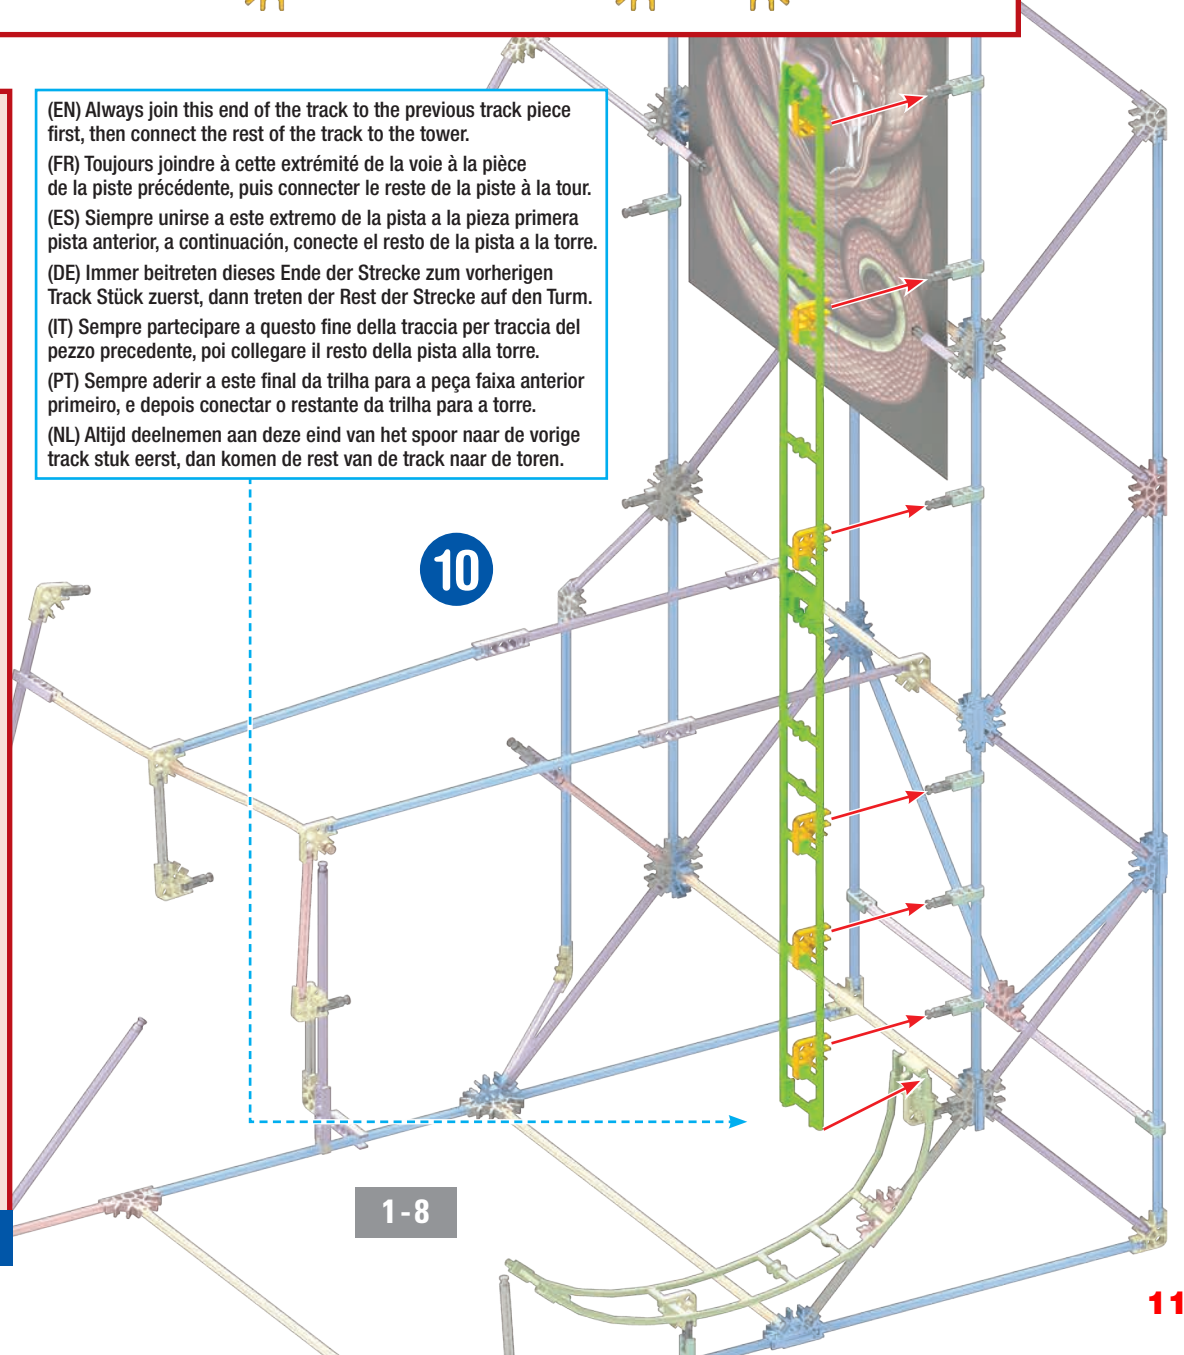 (EN) Always join this end of the track to the previous track piece
first, then connect the rest of the track to the tower.
(FR) Toujours joindre à cette extrémité de la voie à la pièce
de la piste précédente, puis connecter le reste de la piste à la tour.
(ES) Siempre unirse a este extremo de la pista a la pieza primera
pista anterior, a continuación, conecte el resto de la pista a la torre.
(DE) Immer beitreten dieses Ende der Strecke zum vorherigen
Track Stück zuerst, dann treten der Rest der Strecke auf den Turm.
(IT) Sempre partecipare a questo fine della traccia per traccia del
pezzo precedente, poi collegare il resto della pista alla torre.
(PT) Sempre aderir a este final da trilha para a peça faixa anterior
primeiro, e depois conectar o restante da trilha para a torre.
(NL) Altijd deelnemen aan deze eind van het spoor naar de vorige
track stuk eerst, dan komen de rest van de track naar de toren.
10
1-8
11